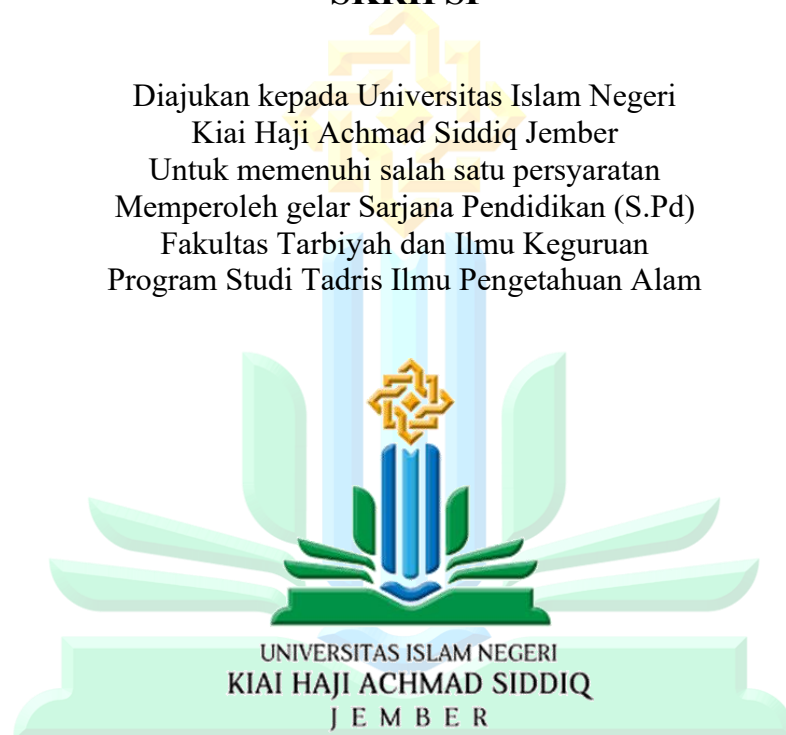 SKRIPSI
Diajukan kepada Universitas Islam Negeri
Kiai Haji Achmad Siddiq Jember
Untuk memenuhi salah satu persyaratan
Memperoleh gelar Sarjana Pendidikan (S.Pd)
Fakultas Tarbiyah dan Ilmu Keguruan
Program Studi Tadris Ilmu Pengetahuan Alam
UNIVERSITAS ISLAM NEGERI
KIAI HAJI ACHMAD SIDDIQ
JEMBER